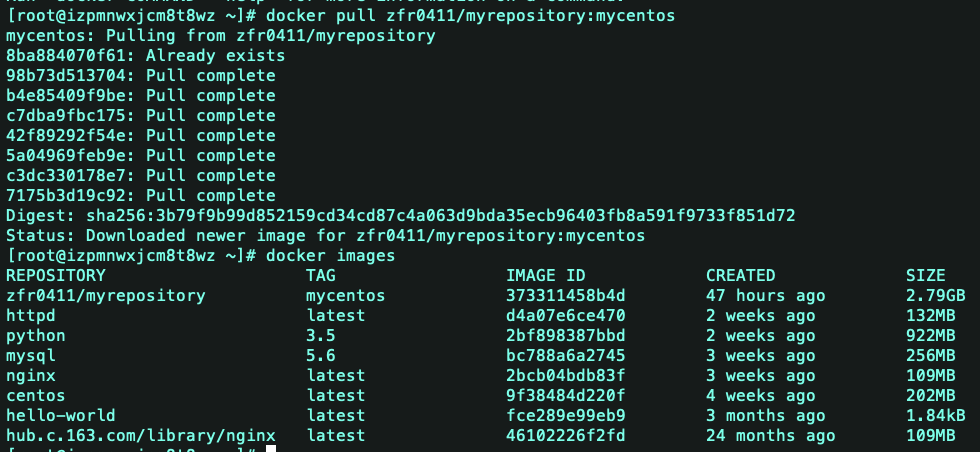 [root@izpmnwxjcm8t8wz ~]# docker pull zfr0411/myrepository:mycentos
mycentos: Pulling from zfr0411/myrepository
8ba884070f61: Already exists
98b73d513704: Pull complete
b4e85409f9be: Pull complete
c7dba9fbc175: Pull complete
42f89292f54e: Pull complete
5a04969feb9e: Pull complete
c3dc330178e7: Pull complete
7175b3d19c92: Pull complete
Digest: sha256:3b79f9b99d852159cd34cd87c4a063d9bda35ecb96403fb8a591f9733f851d72
Status: Downloaded newer image for zfr0411/myrepository:mycentos
[root@izpmnwxjcm8t8wz ~]# docker images
REPOSITORY TAG IMAGE ID CREATED SIZE
zfr0411/myrepository mycentos 373311458b4d 47 hours ago 2.79GB
httpd latest d4a07e6ce470 2 weeks ago 132MB
python 3.5 2bf898387bbd 2 weeks ago 922MB
mysql 5.6 bc788a6a2745 3 weeks ago 256MB
nginx latest 2bcb04bdb83f 3 weeks ago 109MB
centos latest 9f38484d220f 4 weeks ago 202MB
hello-world latest fce289e99eb9 3 months ago 1.84kB
hub.c.163.com/library/nginx latest 46102226f2fd 24 months ago 109MB